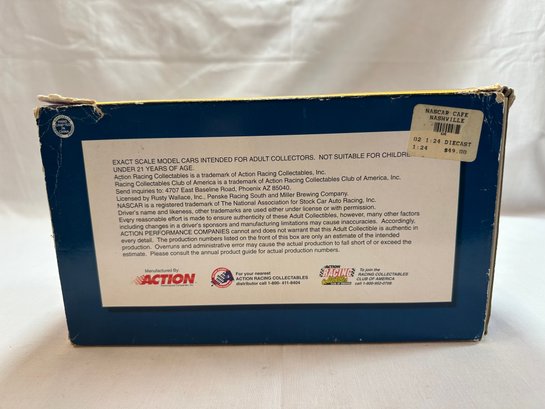 NASCAR CAFE
NASHVILLE
02 1:24 DIECAST
1:24 $69.00
EXACT SCALE MODEL CARS INTENDED FOR ADULT COLLECTORS. NOT SUITABLE FOR CHILDREN
UNDER 21 YEARS OF AGE.
Action Racing Collectables is a trademark of Action Racing Collectables, Inc.
Racing Collectables Club of America is a trademark of Racing Collectables Club of America, Inc.
Send inquiries to: 4707 East Baseline Road, Phoenix AZ 85040.
Licensed by Rusty Wallace, Inc., Penske Racing South and Miller Brewing Company.
NASCAR is registered trademark of The National Association for Stock Car Auto Racing, Inc.
Driver's name and likeness, other trademarks are used either under license or with permission.
Every reasonable effort is made to ensure authenticity of these Adult Collectibles, however, many other factors
including changes in a driver's sponsors and manufacturing limitations may cause inaccuracies. Accordingly,
ACTION PERFORMANCE COMPANIES cannot and does not warrant that this Adult Collectible is authentic in
every detail. The production numbers listed on the front of this box are only an estimate of the intended
production. Overruns and administrative error may cause the actual production to fall short of or exceed the
estimate. Please consult the annual product guide for actual production numbers.
Manufactured by
ACTION
For your nearest
ACTION RACING COLLECTABLES
distributor call 1-800- 411-8404
ACTION
RACING
To join the
RACING COLLECTABLES
CLUB OF AMERICA
call 1-800-952-0708